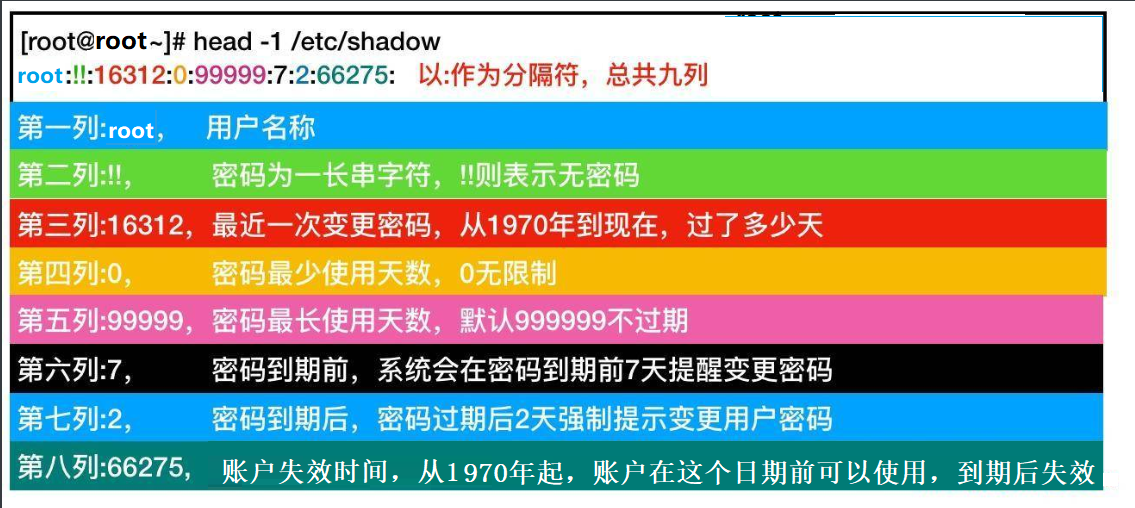 [root@root~]# head -1 /etc/shadow
root:!!:16312:0:99999:7:2:66275: 以:作为分隔符，总共九列
第一列:root， 用户名称
第二列:!!， 密码为一长串字符，!!则表示无密码
第三列:16312，最近一次变更密码，从1970年到现在，过了多少天
第四列:0， 密码最少使用天数，0无限制
第五列:99999，密码最长使用天数，默认999999不过期
第六列:7， 密码到期前，系统会在密码到期前7天提醒变更密码
第七列:2， 密码到期后，密码过期后2天强制提示变更用户密码
第八列:66275， 账户失效时间，从1970年起，账户在这个日期前可以使用，到期后失效